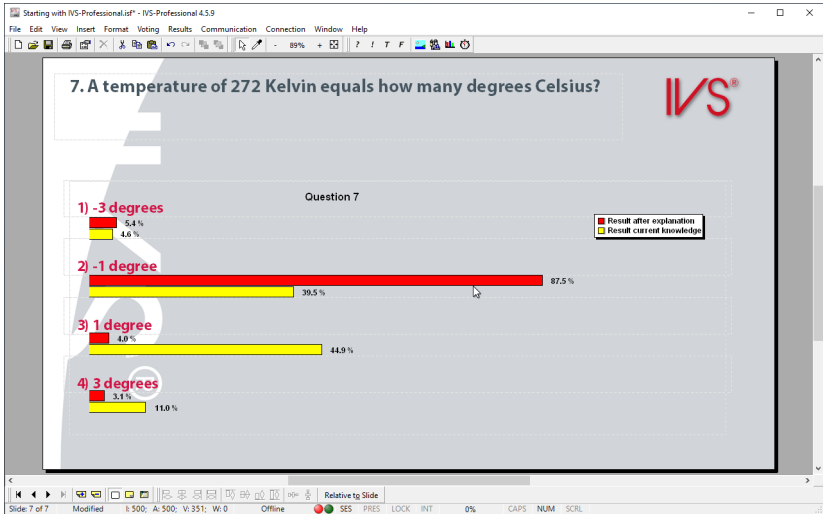 Starting with IVS-Professional.isf* - IVS-Professional 4.5.9
File Edit View Insert Format Voting Results Communication Connection Window Help
89% ? ! T F
7. A temperature of 272 Kelvin equals how many degrees Celsius?
IVS®
Question 7
1) -3 degrees
5.4 %
4.6 %
Result after explanation
Result current knowledge
2) -1 degree
87.5 %
39.5 %
3) 1 degree
4.0 %
44.9 %
4) 3 degrees
3.1 %
11.0 %
Relative to Slide
Slide: 7 of 7 Modified I: 500; A: 500; V: 351; W: 0 Offline SES PRES LOCK INT 0% CAPS NUM SCRL